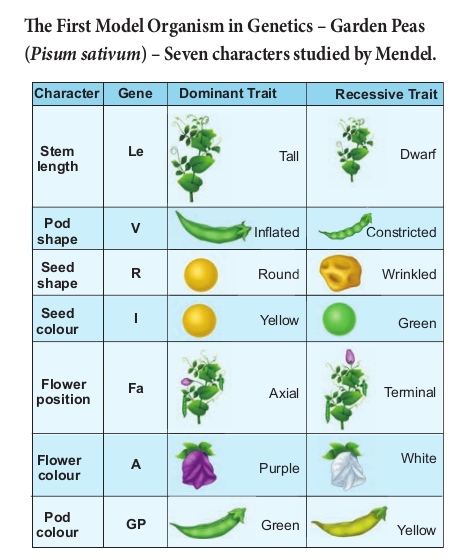 The First Model Organism in Genetics – Garden Peas
(Pisum sativum) – Seven characters studied by Mendel.
Character Gene Dominant Trait Recessive Trait
Stem length Le Tall Dwarf
Pod shape V Inflated Constricted
Seed shape R Round Wrinkled
Seed colour I Yellow Green
Flower position Fa Axial Terminal
Flower colour A Purple White
Pod colour GP Green Yellow